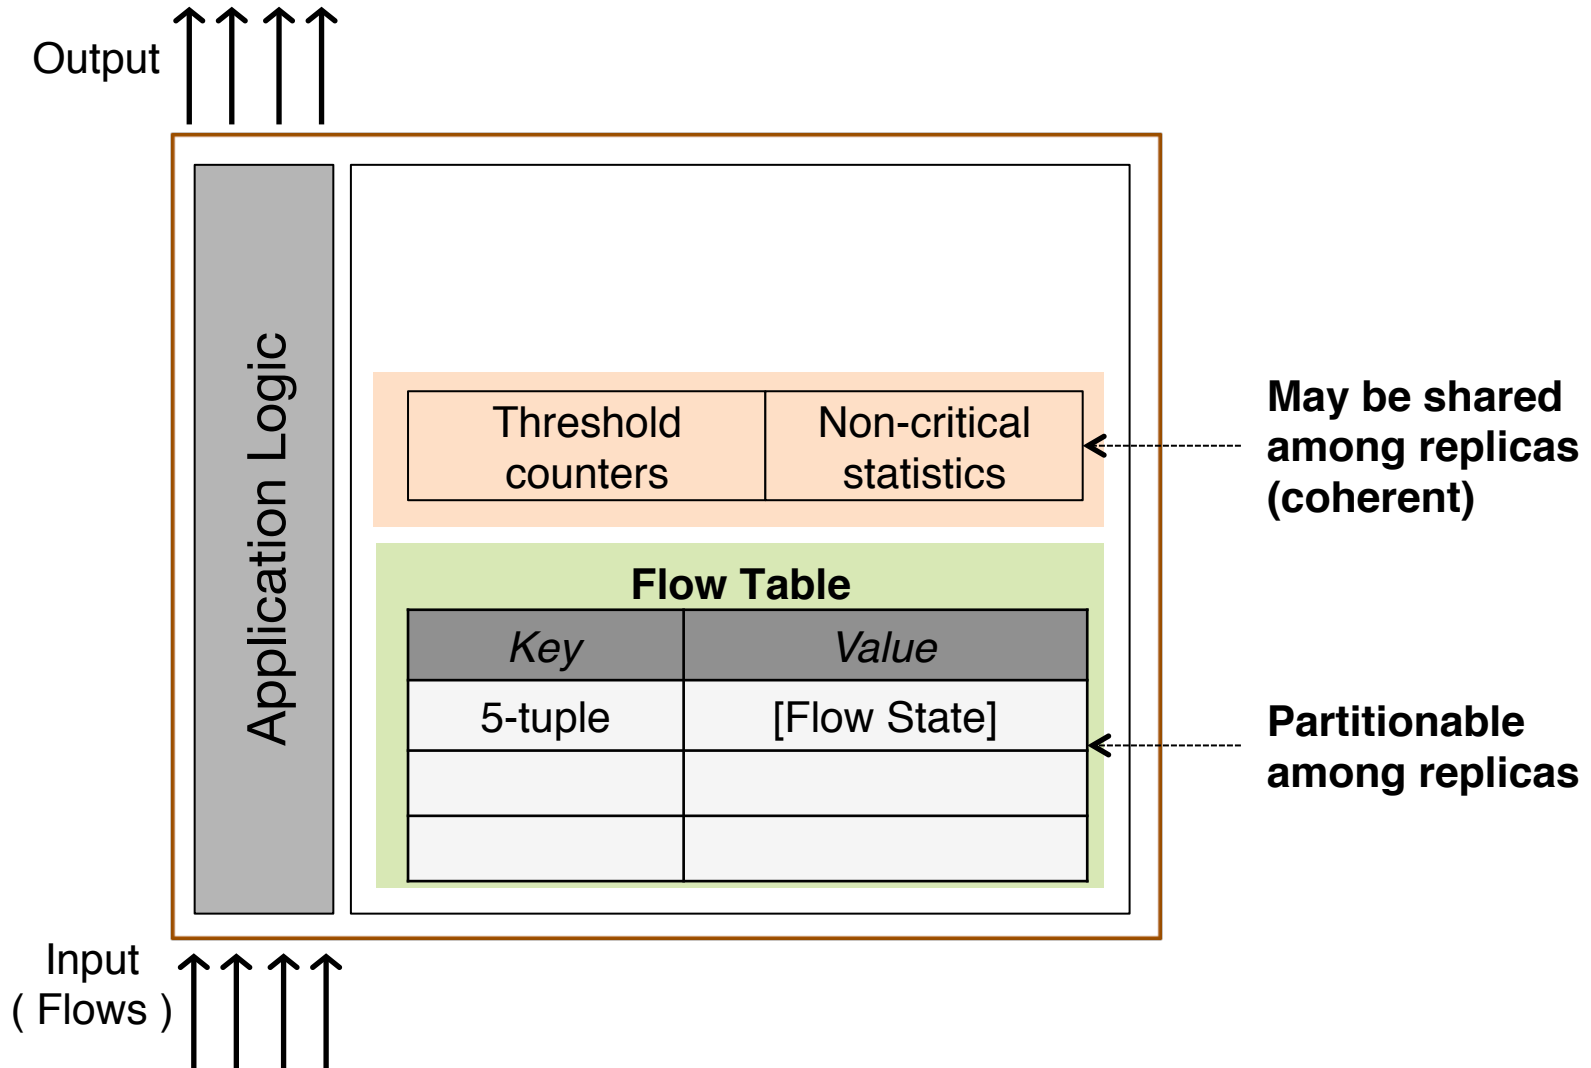 Output
Application Logic
Threshold
counters
Non-critical
statistics
May be shared
among replicas
(coherent)
Flow Table
Key
Value
5-tuple
[Flow State]
Partitionable
among replicas
Input
( Flows )